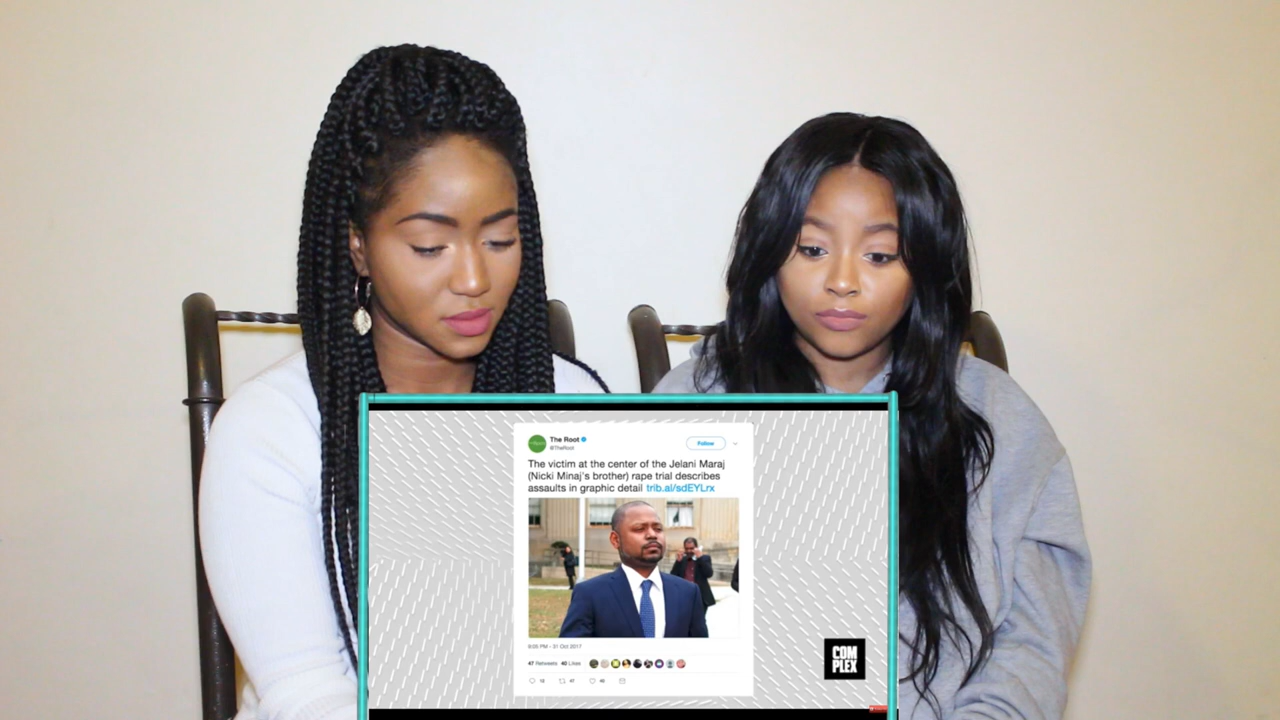 The Root
@TheRoot
Follow
The victim at the center of the Jelani Maraj
(Nicki Minaj's brother) rape trial describes
assaults in graphic detail trib.al/sdEYLrx
9:05 PM - 31 Oct 2017
47 Retweets 40 Likes
47
40
COM
PLEX